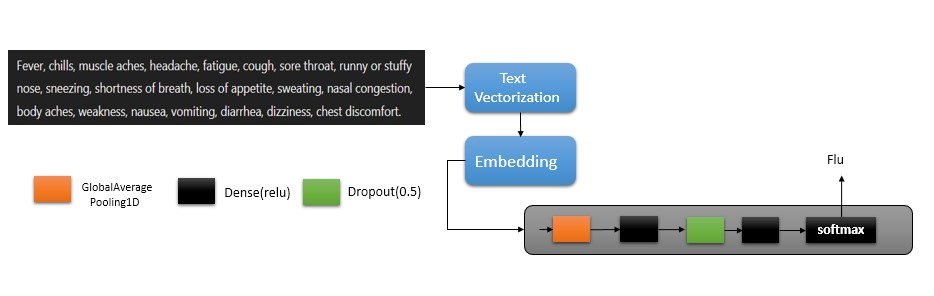 Fever, chills, muscle aches, headache, fatigue, cough, sore throat, runny or stuffy
nose, sneezing, shortness of breath, loss of appetite, sweating, nasal congestion,
body aches, weakness, nausea, vomiting, diarrhea, dizziness, chest discomfort.
Text
Vectorization
Embedding
Flu
GlobalAverage
Pooling1D
Dense(relu)
Dropout(0.5)
softmax